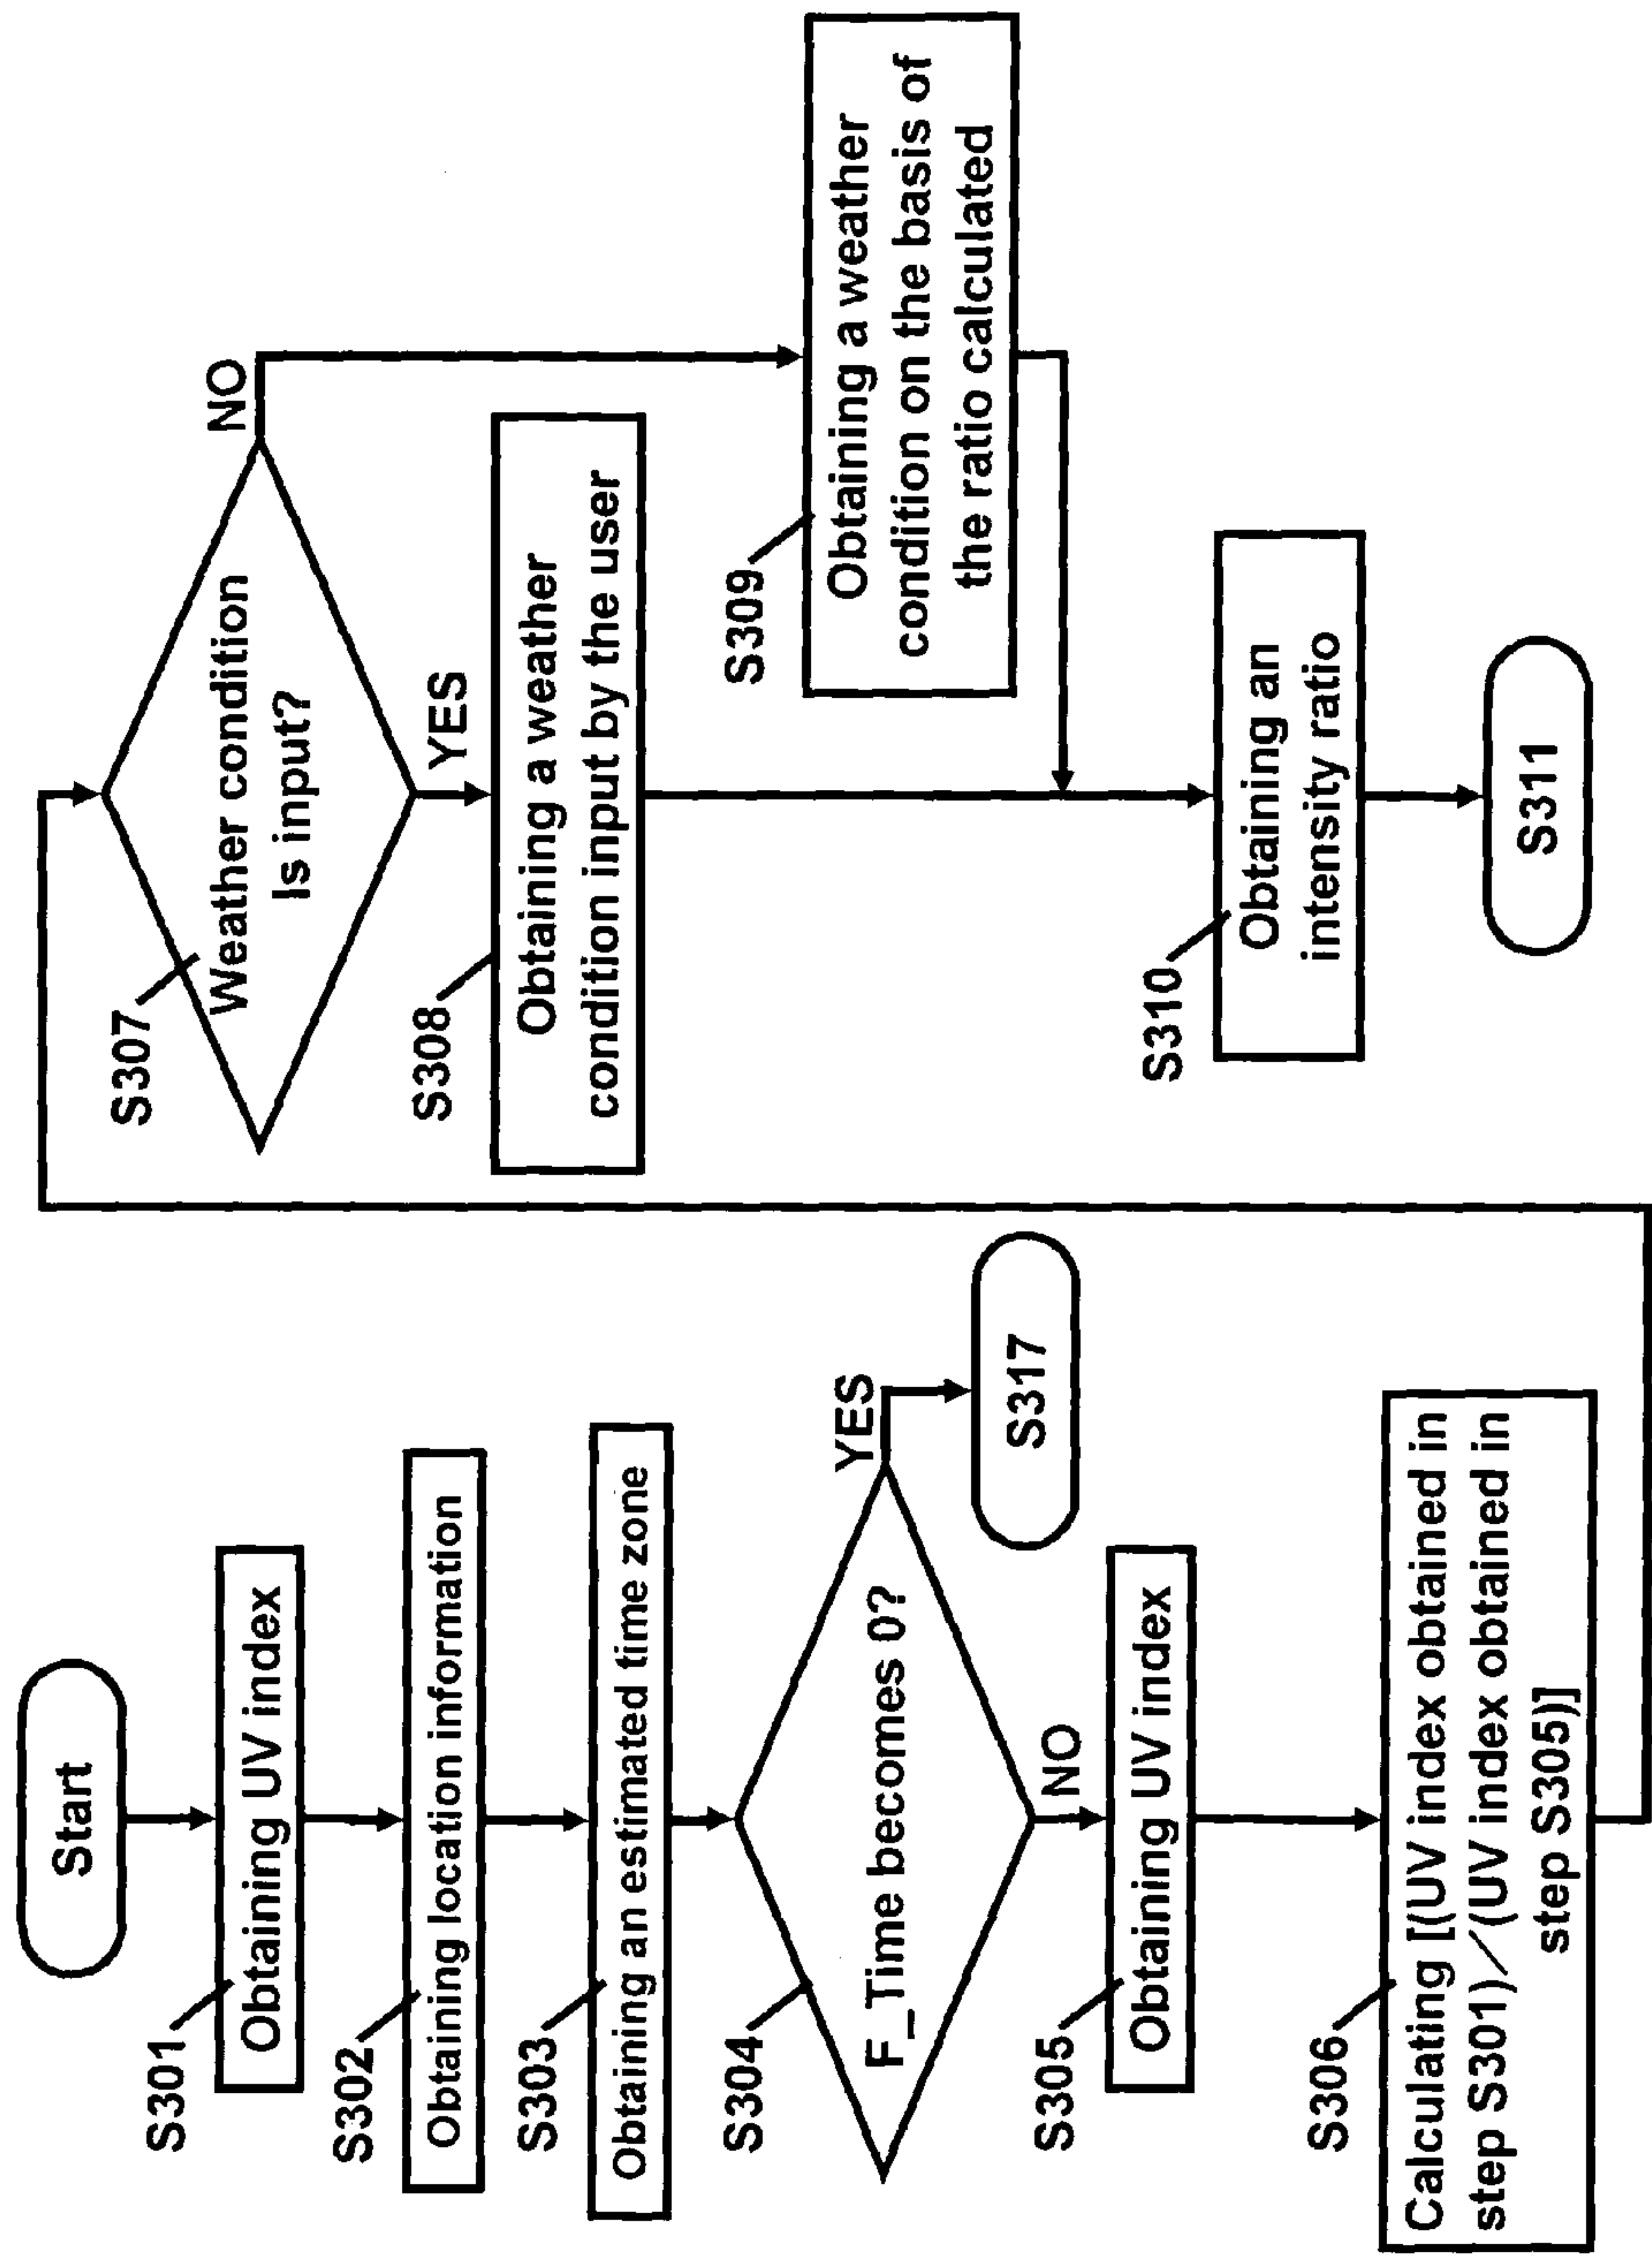 Start
S301
Obtaining UV index
S302
Obtaining location information
S303
Obtaining an estimated time zone
S304
F_Time becomes 0?
YES
S317
NO
S305
Obtaining UV index
S306
Calculating [(UV index obtained in
step S301)/(UV index obtained in
step S305)]
S307
Weather condition
Is input?
NO
YES
S308
Obtaining a weather
condition input by the user
S309
Obtaining a weather
condition on the basis of
the ratio calculated
S310
Obtaining an
intensity ratio
S311